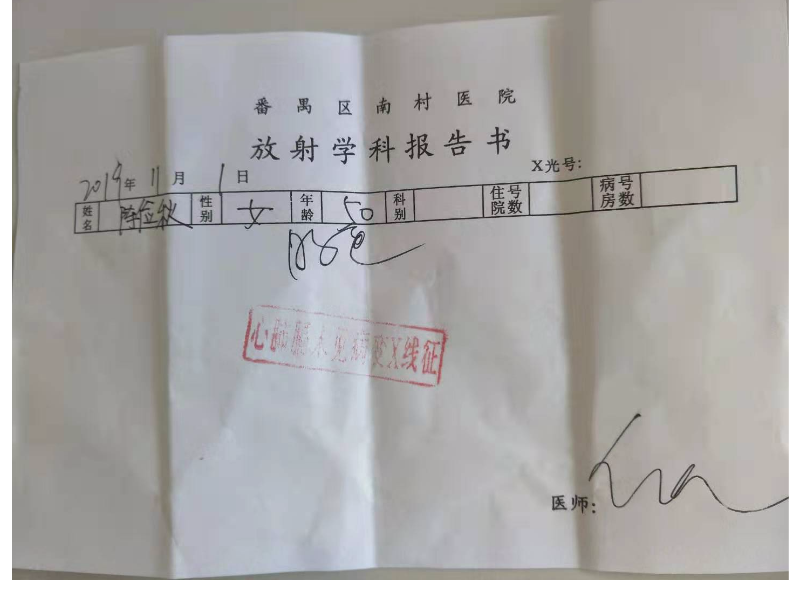 番禺区南村医院
放射学科报告书
X光号:
2019年11月1日
姓名 性别 女 年龄 50 科别 住院号数 病房号数
心肺膈未见病变X线征
医师: